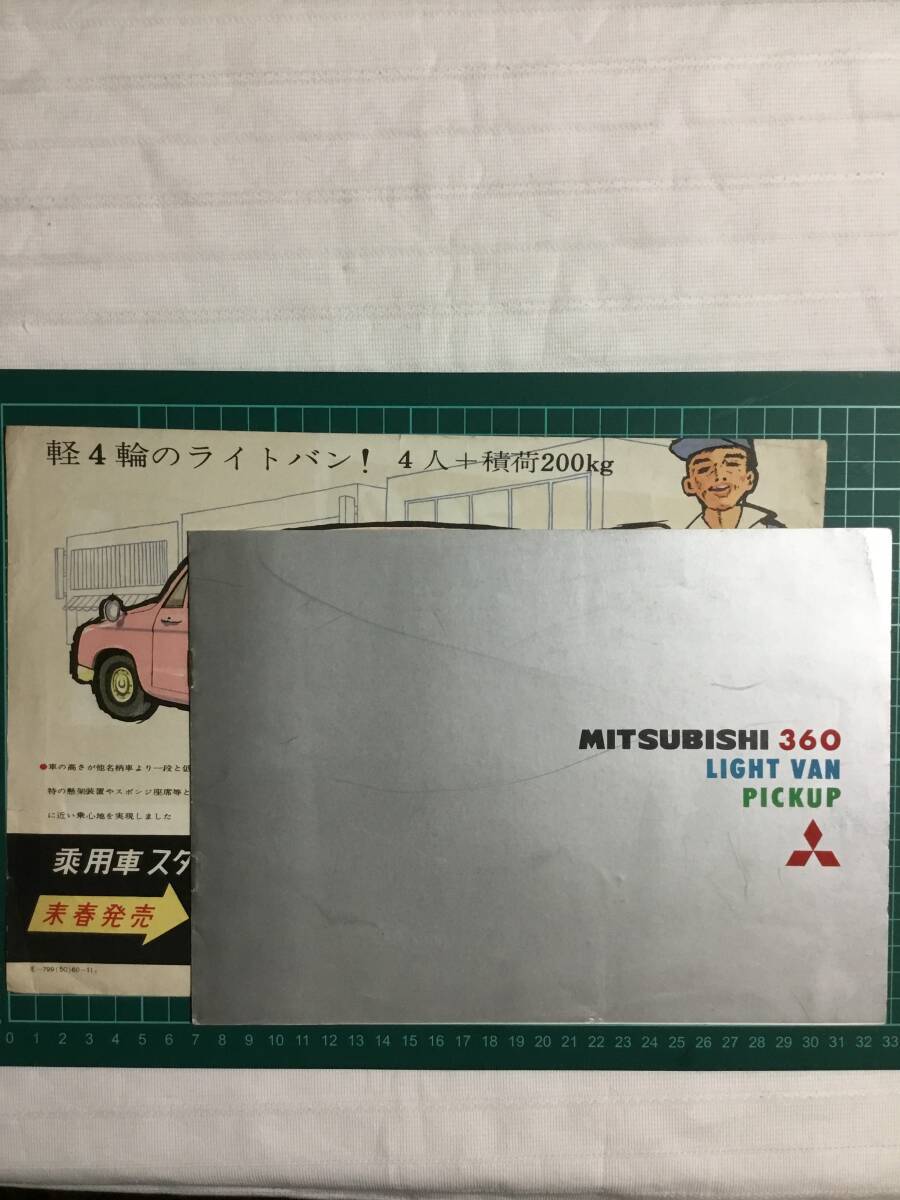 軽4輪のライトバン! 4人+積荷200kg
MITSUBISHI 360
LIGHT VAN
PICKUP
●車の高さが他名柄車より一段と低
特の懸架装置やスポンジ座席等と
に近い乗心地を実現しました
乗用車スタ
来春発売
0 1 2 3 4 5 6 7 8 9 10 11 12 13 14 15 16 17 18 19 20 21 22 23 24 25 26 27 28 29 30 31 32 33